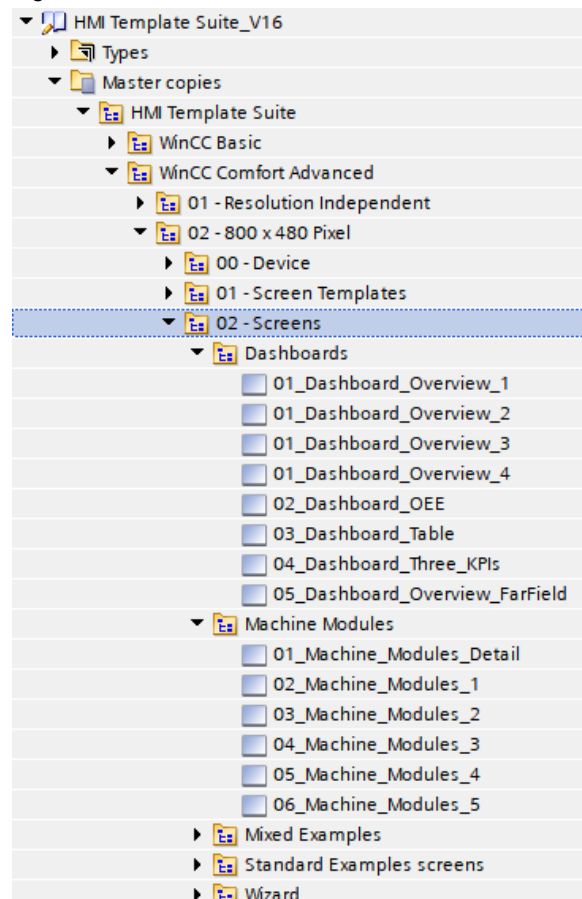 HMI Template Suite_V16
Types
Master copies
HMI Template Suite
WinCC Basic
WinCC Comfort Advanced
01 - Resolution Independent
02 - 800 x 480 Pixel
00 - Device
01 - Screen Templates
02 - Screens
Dashboards
01_Dashboard_Overview_1
01_Dashboard_Overview_2
01_Dashboard_Overview_3
01_Dashboard_Overview_4
02_Dashboard_OEE
03_Dashboard_Table
04_Dashboard_Three_KPIs
05_Dashboard_Overview_FarField
Machine Modules
01_Machine_Modules_Detail
02_Machine_Modules_1
03_Machine_Modules_2
04_Machine_Modules_3
05_Machine_Modules_4
06_Machine_Modules_5
Mixed Examples
Standard Examples screens
Wizard